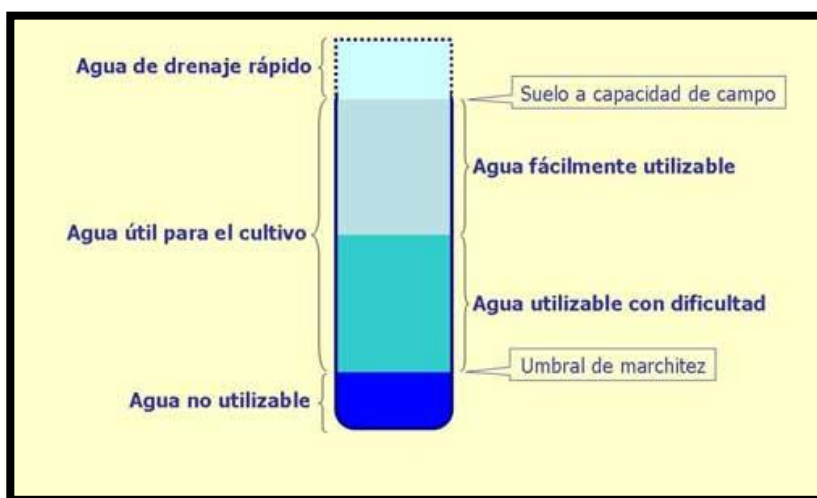 Agua de drenaje rápido
Suelo a capacidad de campo
Agua fácilmente utilizable
Agua útil para el cultivo
Agua utilizable con dificultad
Umbral de marchitez
Agua no utilizable